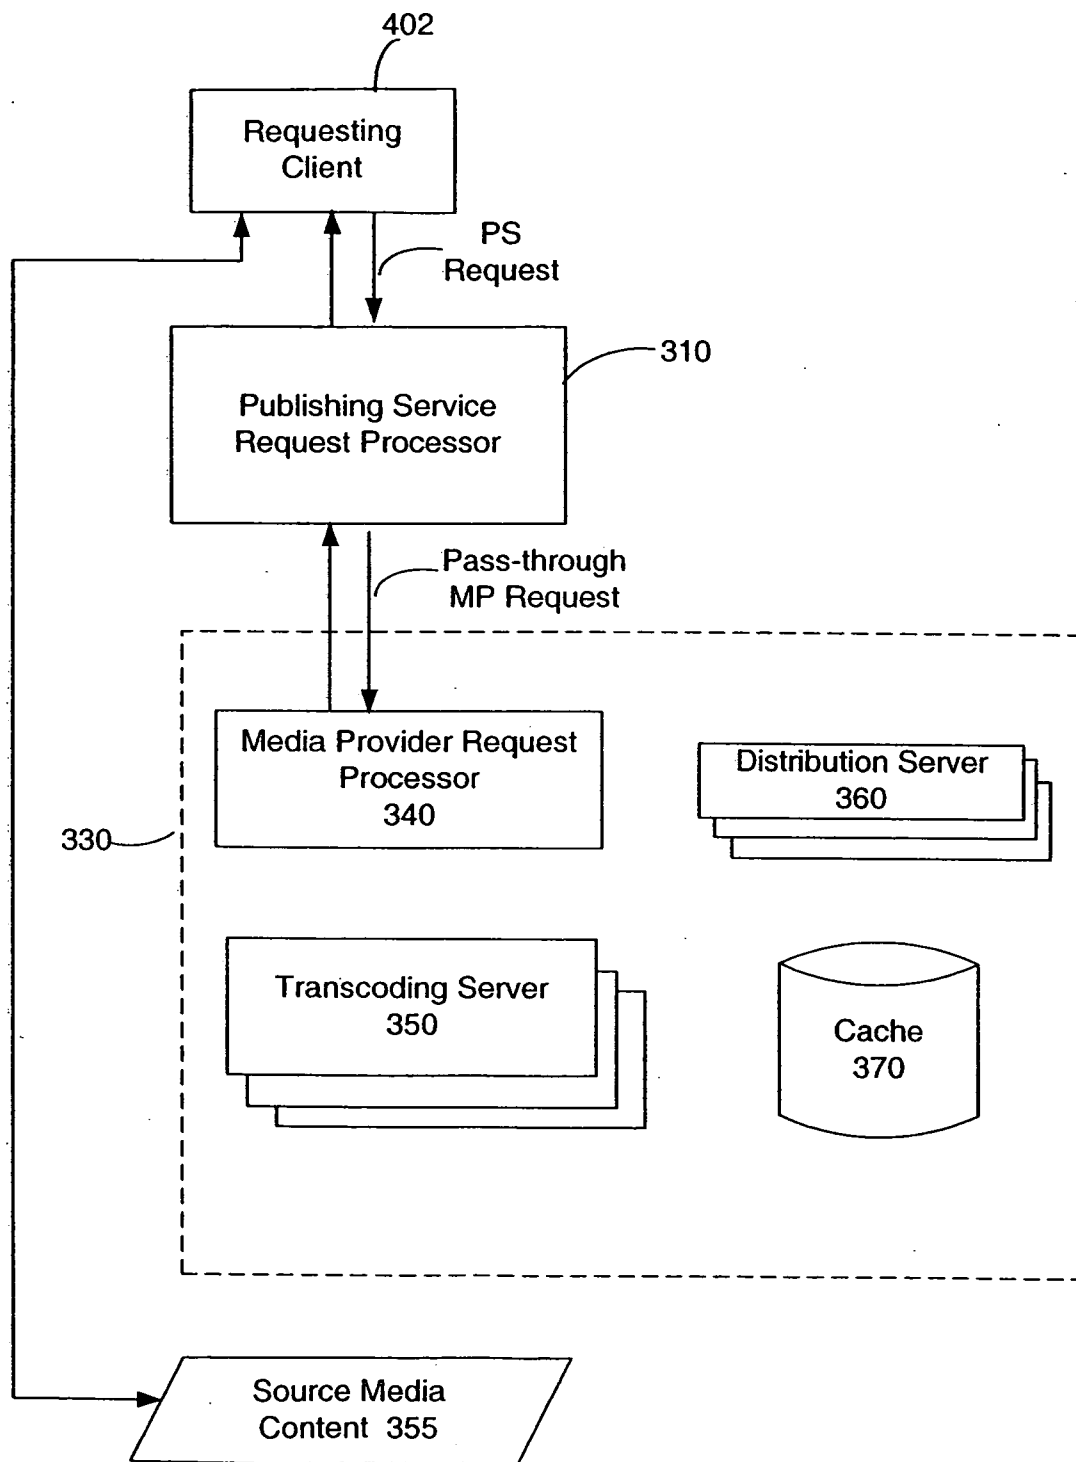 402
Requesting
Client
PS
Request
310
Publishing Service
Request Processor
Pass-through
MP Request
Media Provider Request
Processor
340
Distribution Server
360
330
Transcoding Server
350
Cache
370
Source Media
Content 355